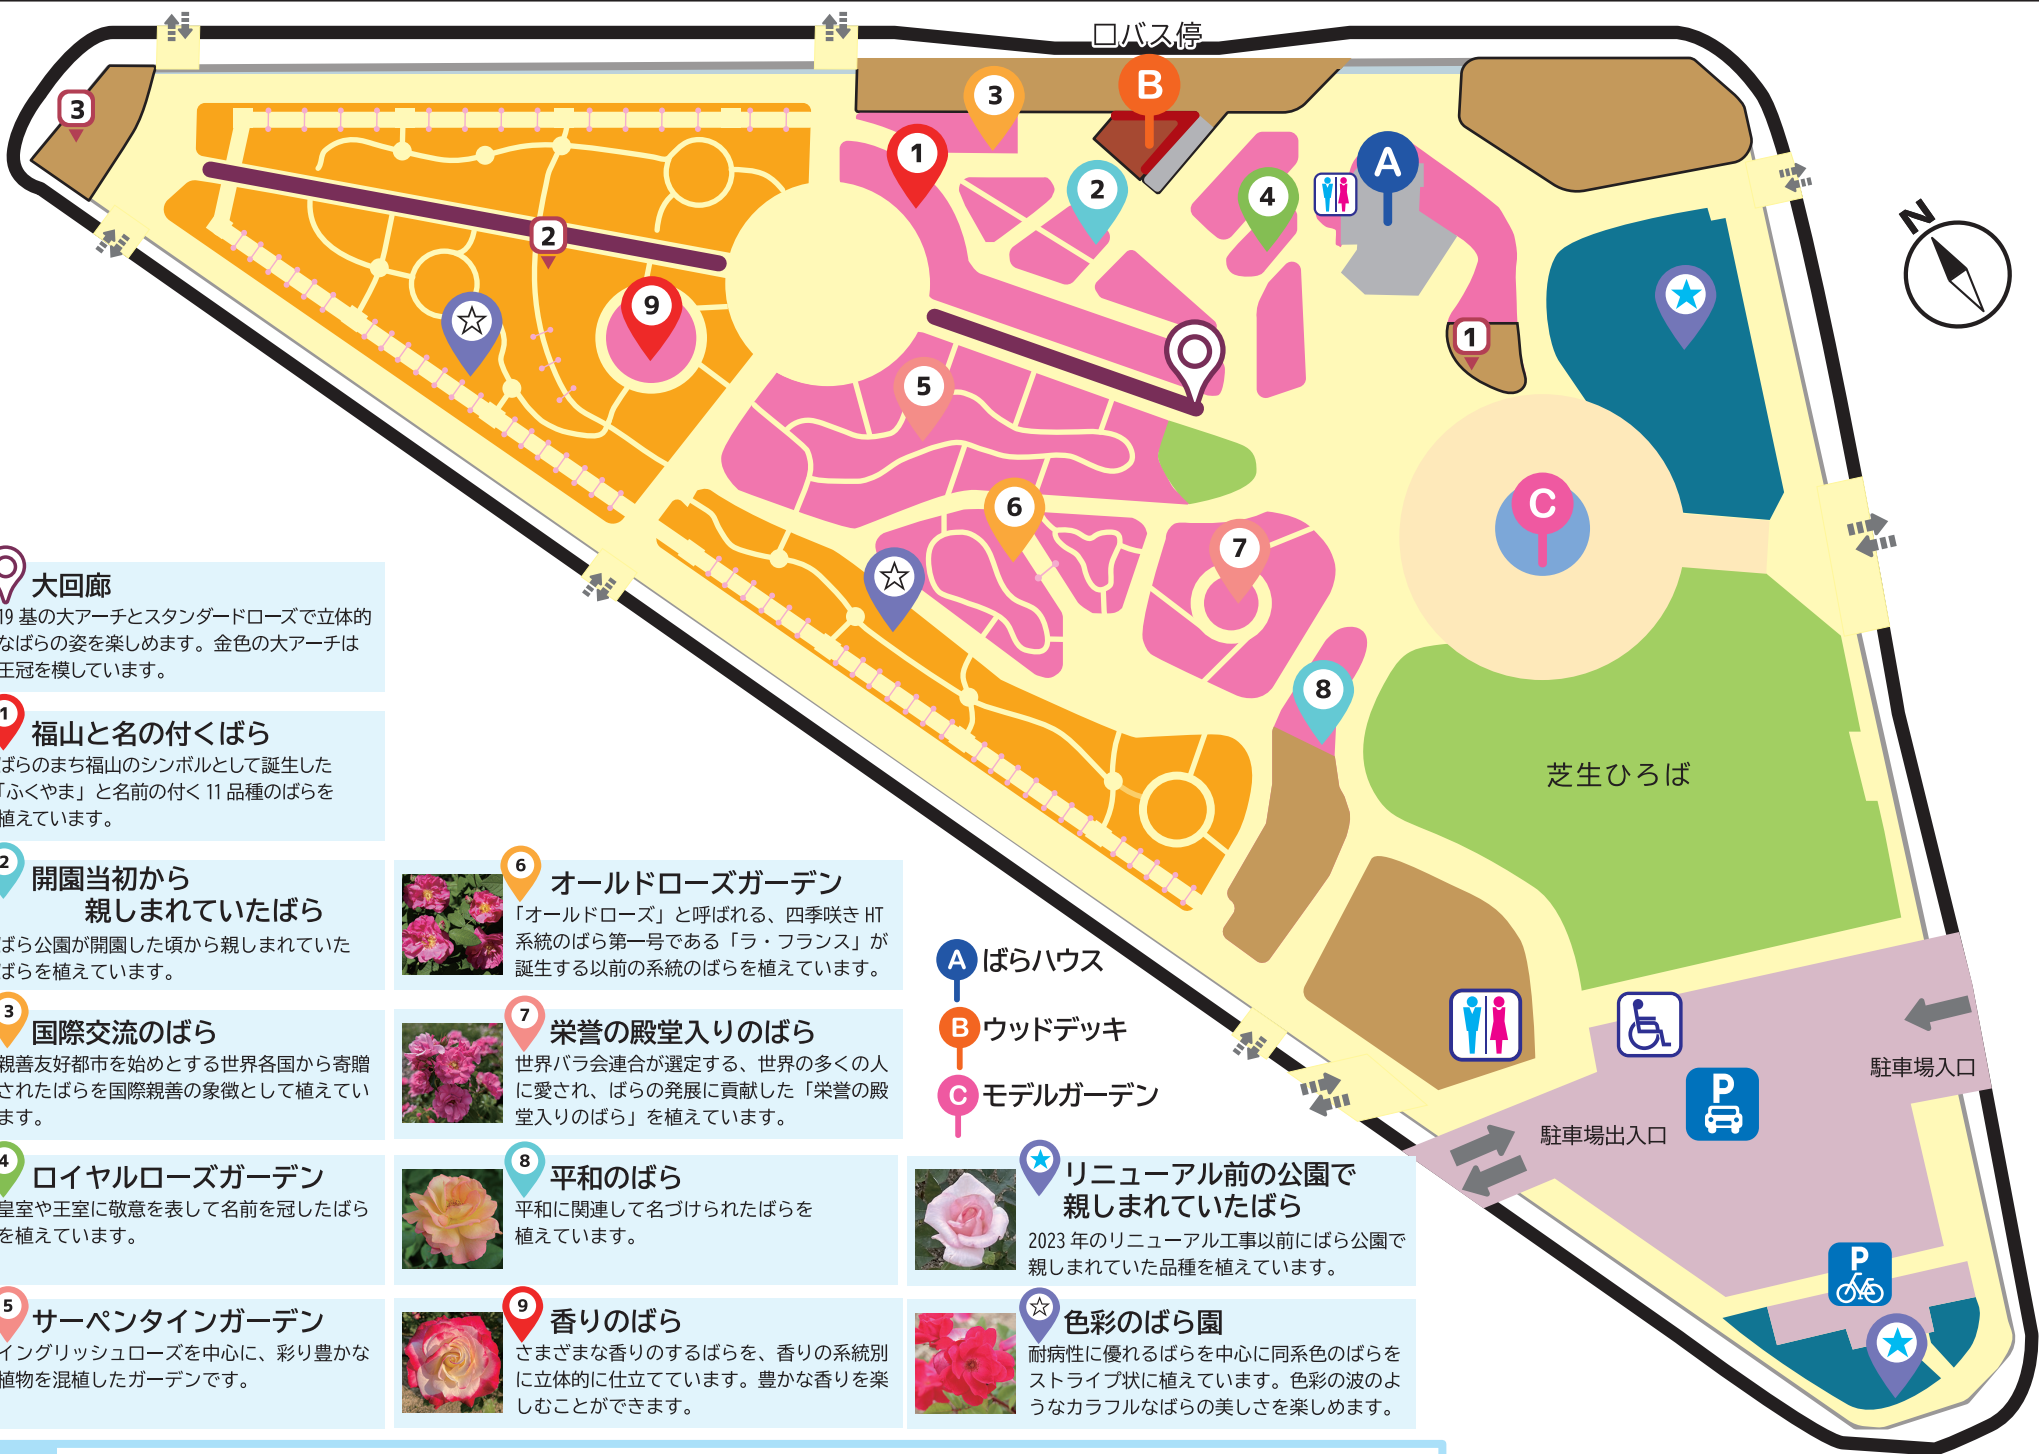 口バス停
3
B
3
1
2
4
A
N
2
9
☆
★
1
5
C
6
7
☆
8
芝生ひろば
駐車場入口
P
駐車場出入口
P
★
大回廊
19 基の大アーチとスタンダードローズで立体的
なばらの姿を楽しめます。金色の大アーチは
王冠を模しています。
1
福山と名の付くばら
ばらのまち福山のシンボルとして誕生した
「ふくやま」と名前の付く 11 品種のばらを
植えています。
2
開園当初から
親しまれていたばら
ばら公園が開園した頃から親しまれていた
ばらを植えています。
3
国際交流のばら
親善友好都市を始めとする世界各国から寄贈
されたばらを国際親善の象徴として植えてい
ます。
4
ロイヤルローズガーデン
皇室や王室に敬意を表して名前を冠したばら
を植えています。
5
サーペンタインガーデン
イングリッシュローズを中心に、彩り豊かな
植物を混植したガーデンです。
6
オールドローズガーデン
「オールドローズ」と呼ばれる、四季咲き HT
系統のばら第一号である「ラ・フランス」が
誕生する以前の系統のばらを植えています。
7
栄誉の殿堂入りのばら
世界バラ会連合が選定する、世界の多くの人
に愛され、ばらの発展に貢献した「栄誉の殿
堂入りのばら」を植えています。
8
平和のばら
平和に関連して名づけられたばらを
植えています。
9
香りのばら
さまざまな香りのするばらを、香りの系統別
に立体的に仕立てています。豊かな香りを楽
しむことができます。
A ばらハウス
B ウッドデッキ
C モデルガーデン
★
リニューアル前の公園で
親しまれていたばら
2023 年のリニューアル工事以前にばら公園で
親しまれていた品種を植えています。
☆
色彩のばら園
耐病性に優れるばらを中心に同系色のばらを
ストライプ状に植えています。色彩の波のよ
うなカラフルなばらの美しさを楽しめます。